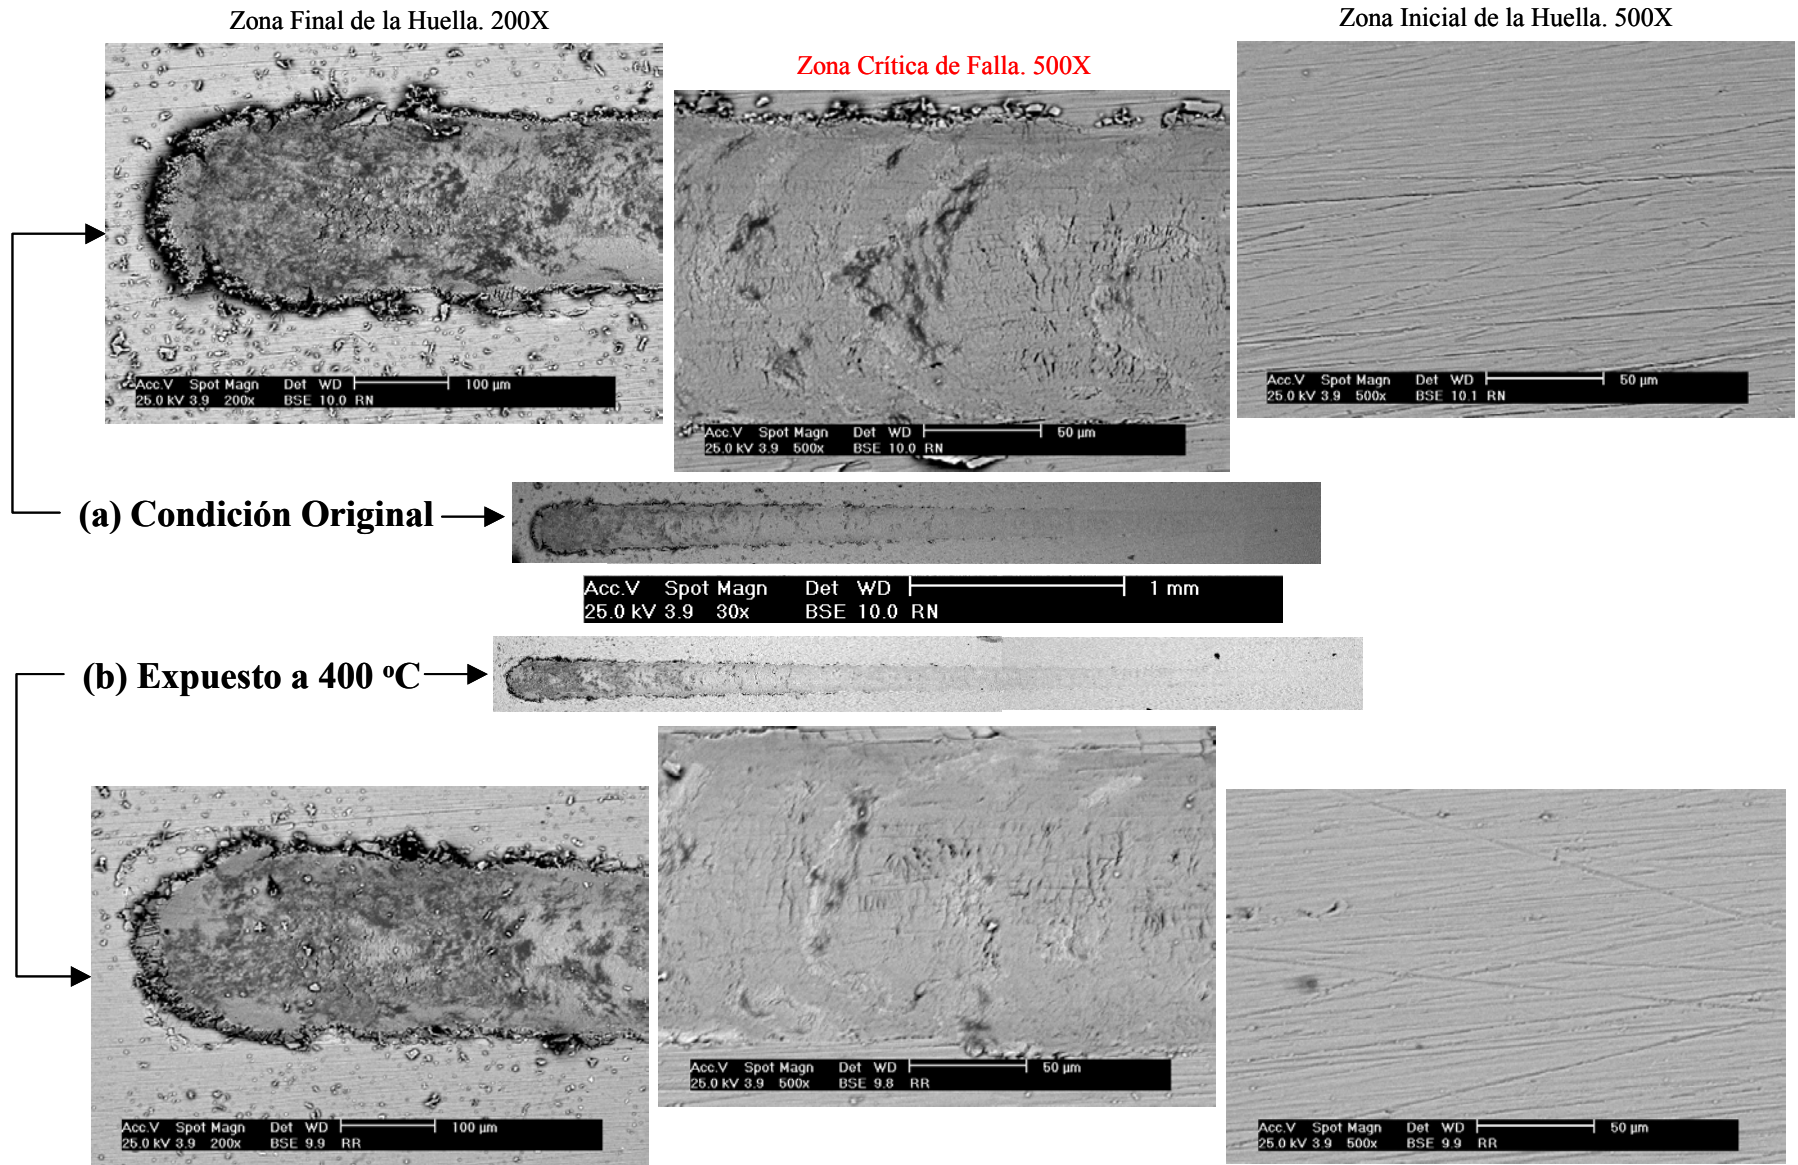 Zona Final de la Huella. 200X
Zona Crítica de Falla. 500X
Zona Inicial de la Huella. 500X
Acc.V Spot Magn Det WD 100 µm
25.0 kV 3.9 200x BSE 10.0 RN
Acc.V Spot Magn Det WD 50 µm
25.0 kV 3.9 500x BSE 10.0 RN
Acc.V Spot Magn Det WD 50 µm
25.0 kV 3.9 500x BSE 10.1 RN
(a) Condición Original
Acc.V Spot Magn Det WD 1 mm
25.0 kV 3.9 30x BSE 10.0 RN
(b) Expuesto a 400 ºC
Acc.V Spot Magn Det WD 100 µm
25.0 kV 3.9 200x BSE 9.9 RR
Acc.V Spot Magn Det WD 50 µm
25.0 kV 3.9 500x BSE 9.8 RR
Acc.V Spot Magn Det WD 50 µm
25.0 kV 3.9 500x BSE 9.9 RR